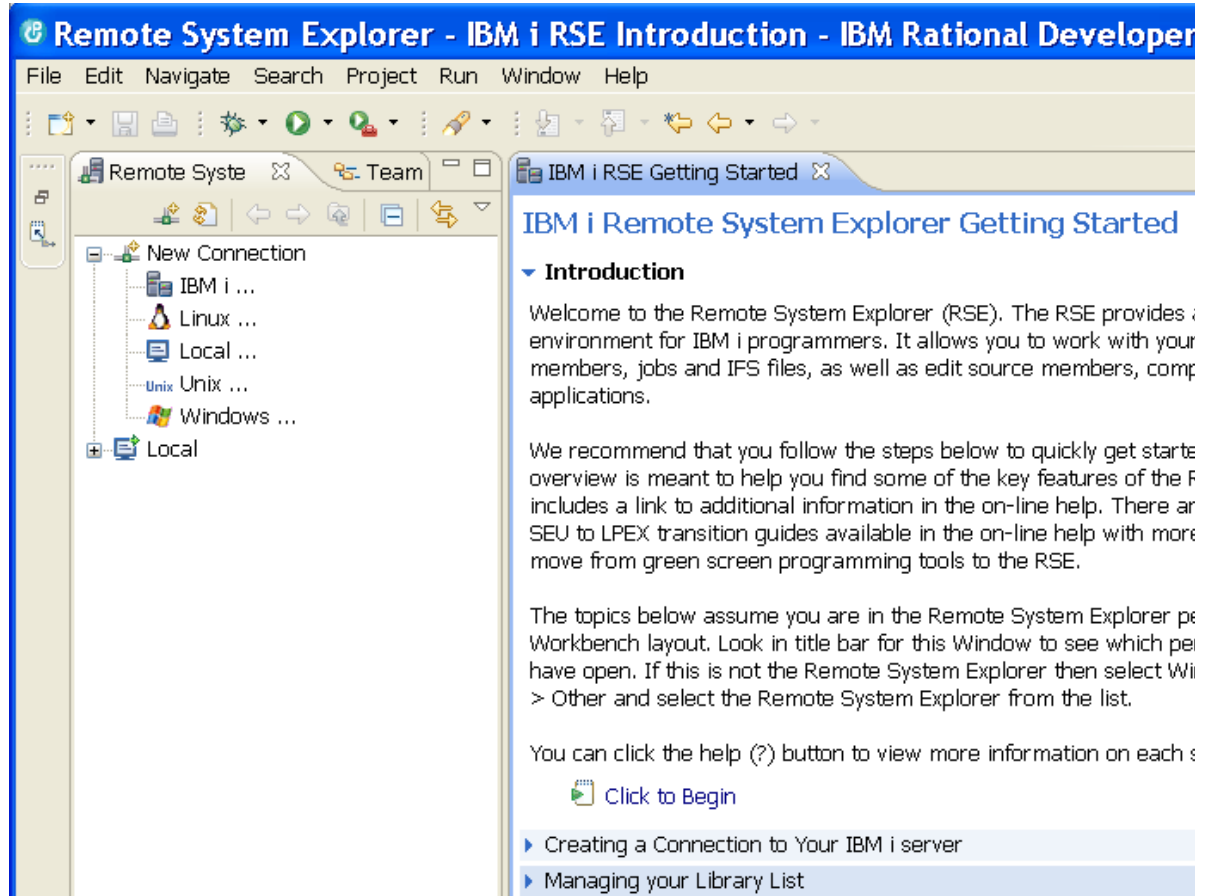 Remote System Explorer - IBM i RSE Introduction - IBM Rational Developer
File Edit Navigate Search Project Run Window Help
Remote Syste
Team
IBM i RSE Getting Started
New Connection
IBM i ...
Linux ...
Local ...
Unix Unix ...
Windows ...
Local
IBM i Remote System Explorer Getting Started
Introduction
Welcome to the Remote System Explorer (RSE). The RSE provides
environment for IBM i programmers. It allows you to work with your
members, jobs and IFS files, as well as edit source members, comp
applications.
We recommend that you follow the steps below to quickly get starte
overview is meant to help you find some of the key features of the
includes a link to additional information in the on-line help. There ar
SEU to LPEX transition guides available in the on-line help with more
move from green screen programming tools to the RSE.
The topics below assume you are in the Remote System Explorer pe
Workbench layout. Look in title bar for this Window to see which pe
have open. If this is not the Remote System Explorer then select Wi
> Other and select the Remote System Explorer from the list.
You can click the help (?) button to view more information on each s
Click to Begin
Creating a Connection to Your IBM i server
Managing your Library List